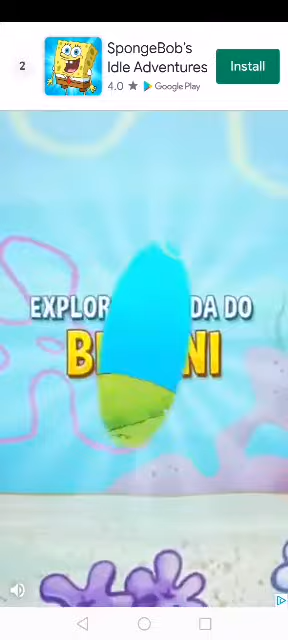 2
SpongeBob's
Idle Adventures
Install
4.0 ★ Google Play
EXPLOR DA DO
B NI